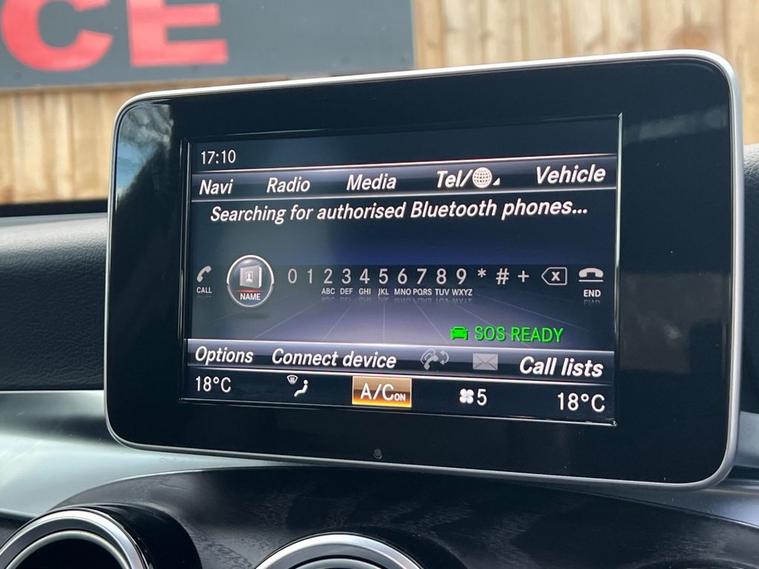 CE
17:10
Navi Radio Media Tel/ Vehicle
Searching for authorised Bluetooth phones...
0 1 2 3 4 5 6 7 8 9 * # +
CALL NAME ABC DEF GHI JKL MNO PQRS TUV WXYZ END
SOS READY
Options Connect device Call lists
18°C A/C ON 5 18°C